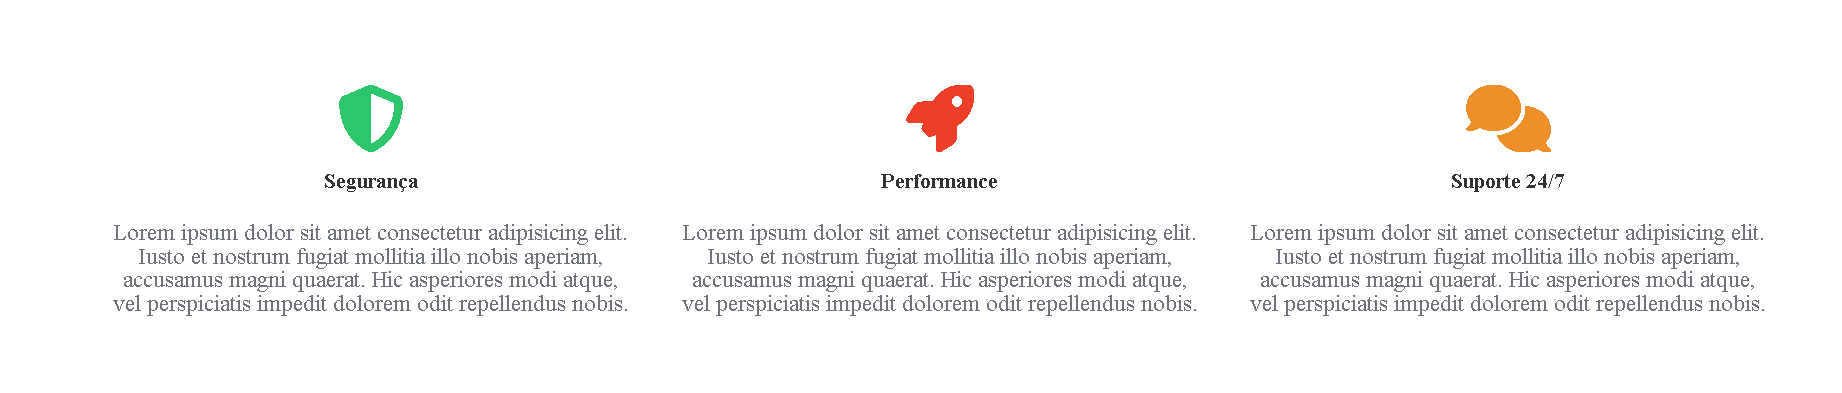 Segurança
Lorem ipsum dolor sit amet consectetur adipisicing elit.
Iusto et nostrum fugiat mollitia illo nobis aperiam,
accusamus magni quaerat. Hic asperiores modi atque,
vel perspiciatis impedit dolorem odit repellendus nobis.
Performance
Lorem ipsum dolor sit amet consectetur adipisicing elit.
Iusto et nostrum fugiat mollitia illo nobis aperiam,
accusamus magni quaerat. Hic asperiores modi atque,
vel perspiciatis impedit dolorem odit repellendus nobis.
Suporte 24/7
Lorem ipsum dolor sit amet consectetur adipisicing elit.
Iusto et nostrum fugiat mollitia illo nobis aperiam,
accusamus magni quaerat. Hic asperiores modi atque,
vel perspiciatis impedit dolorem odit repellendus nobis.